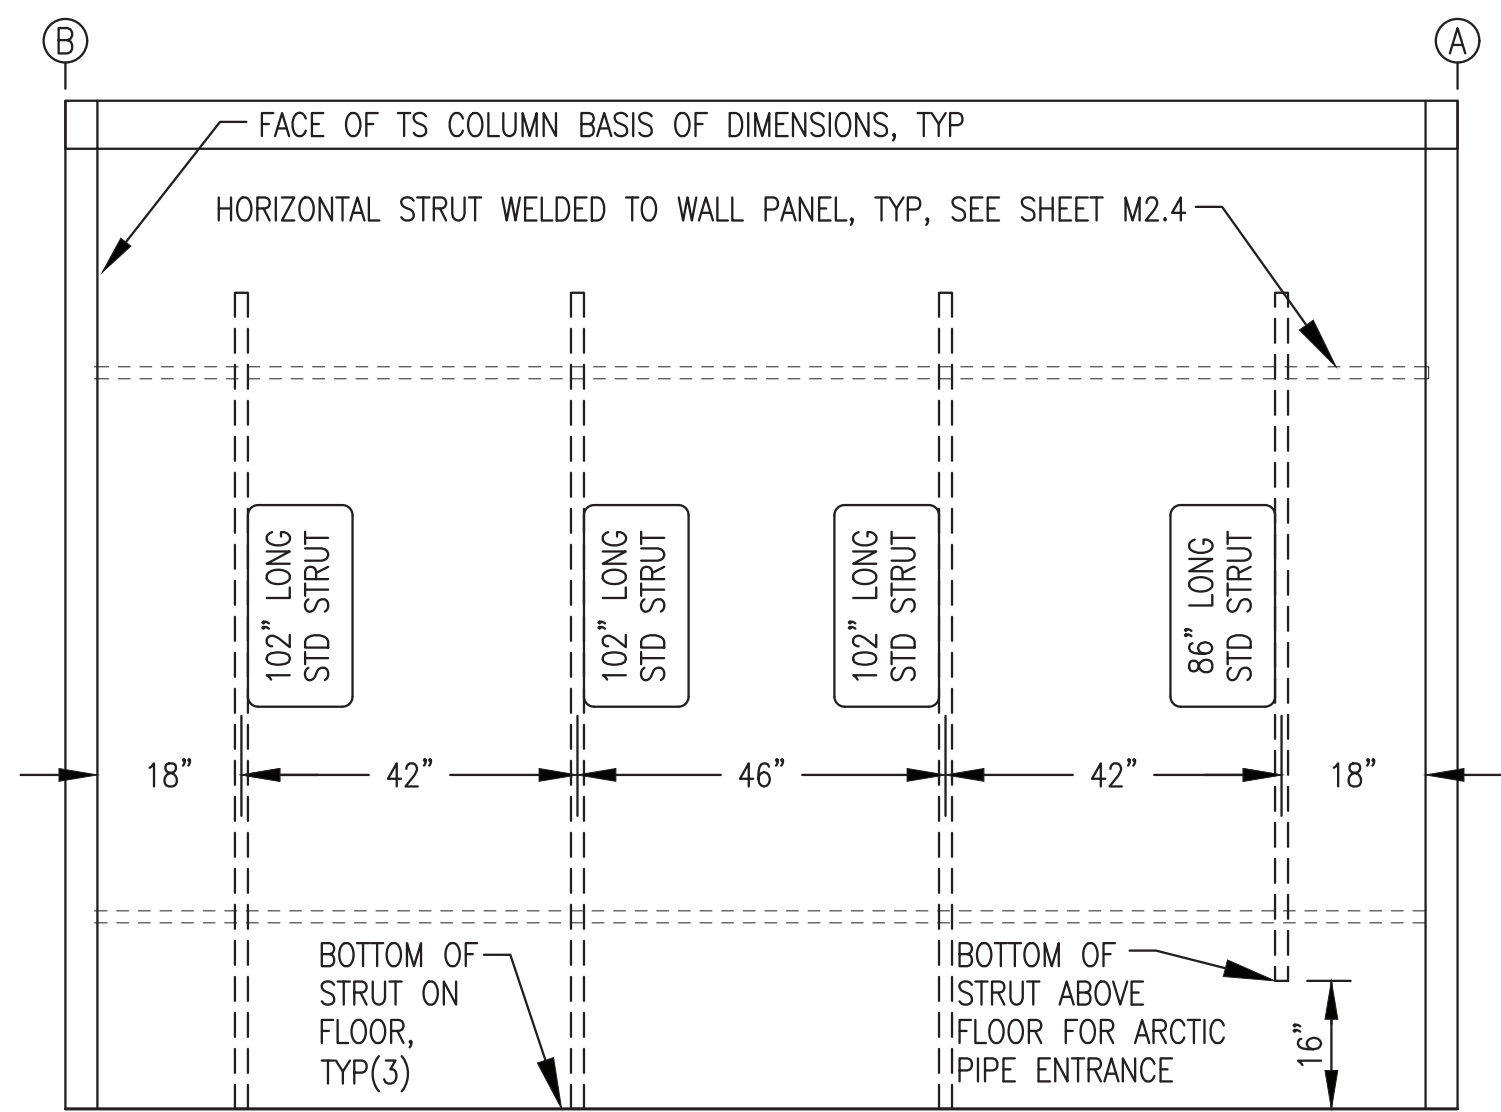 B
A
FACE OF TS COLUMN BASIS OF DIMENSIONS, TYP
HORIZONTAL STRUT WELDED TO WALL PANEL, TYP, SEE SHEET M2.4
102" LONG
STD STRUT
102" LONG
STD STRUT
102" LONG
STD STRUT
86" LONG
STD STRUT
18"
42"
46"
42"
18"
BOTTOM OF
STRUT ON
FLOOR,
TYP(3)
BOTTOM OF
STRUT ABOVE
FLOOR FOR ARCTIC
PIPE ENTRANCE
16"